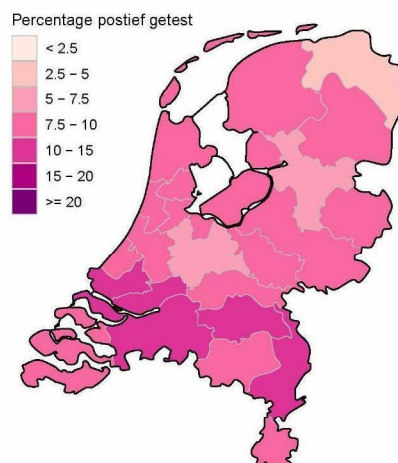 Percentage postief getest
< 2.5
2.5 – 5
5 – 7.5
7.5 – 10
10 – 15
15 – 20
>= 20